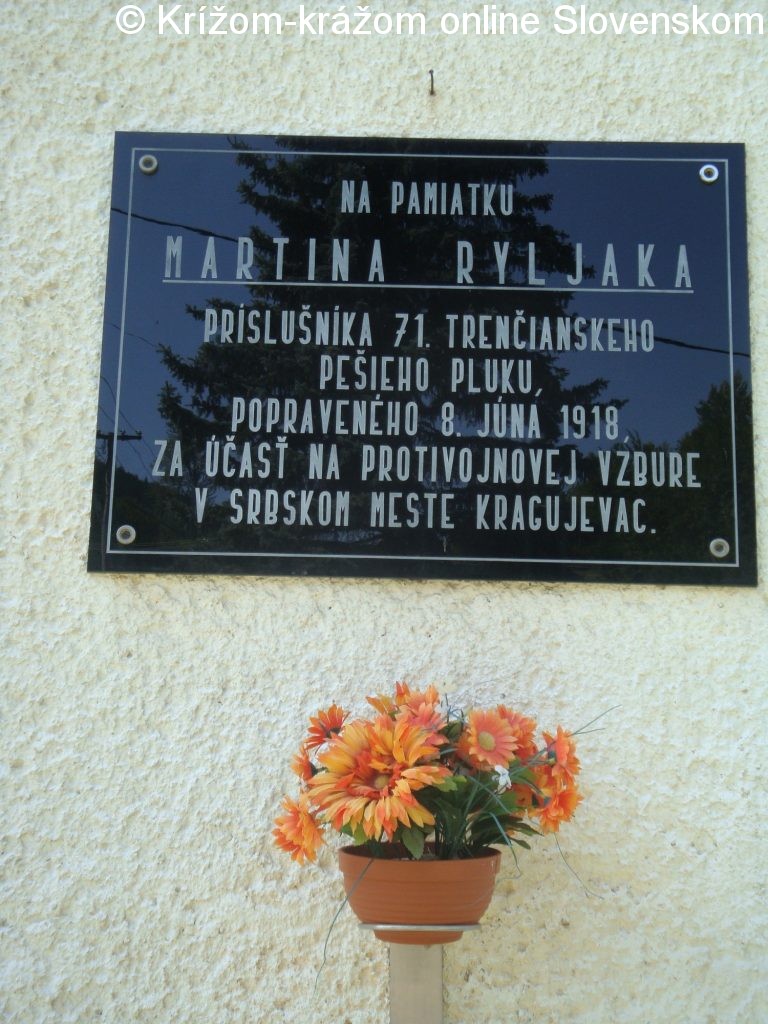 © Krížom-krážom online Slovenskom
NA PAMIATKU
MARTINA RYLJAKA
PRÍSLUŠNÍKA 71. TRENČIANSKEHO
PEŠIEHO PLUKU,
POPRAVENÉHO 8. JÚNA 1918,
ZA ÚČASŤ NA PROTIVOJNOVEJ VZBURE
V SRBSKOM MESTE KRAGUJEVAC.